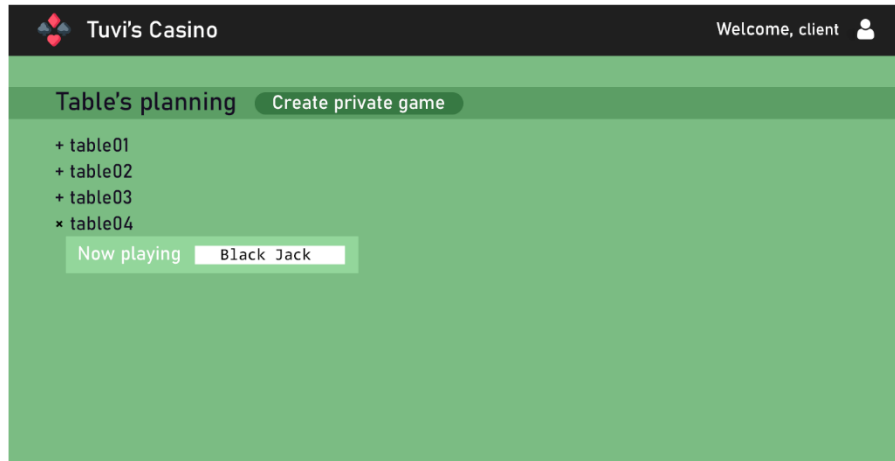 Tuvi's Casino
Welcome, client
Table's planning
Create private game
+ table01
+ table02
+ table03
× table04
Now playing
Black Jack